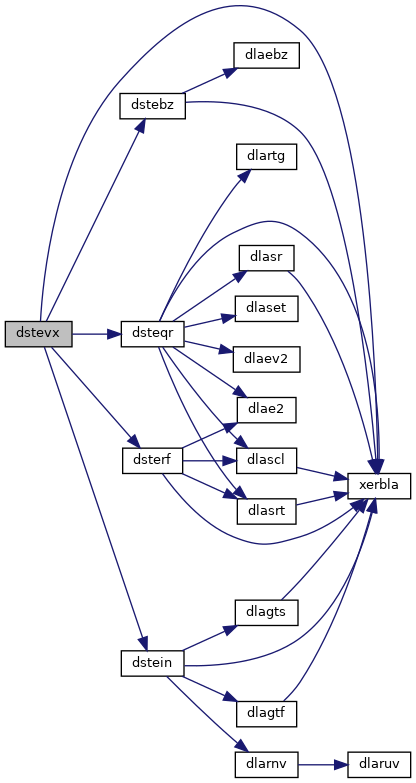 dlaebz
dstebz
dlartg
dlasr
dlaset
dstevx
dsteqr
dlaev2
dlae2
dsterf
dlascl
xerbla
dlasrt
dlagts
dstein
dlagtf
dlarnv
dlaruv